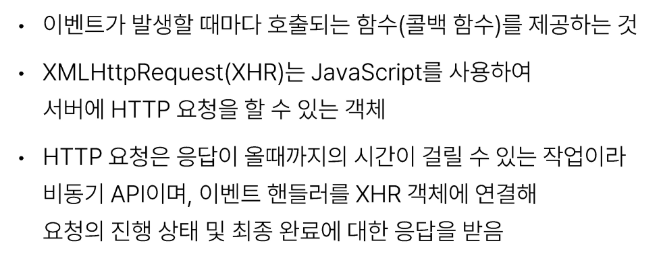 • 이벤트가 발생할 때마다 호출되는 함수(콜백 함수)를 제공하는 것
• XMLHttpRequest(XHR)는 JavaScript를 사용하여
서버에 HTTP 요청을 할 수 있는 객체
• HTTP 요청은 응답이 올때까지의 시간이 걸릴 수 있는 작업이라
비동기 API이며, 이벤트 핸들러를 XHR 객체에 연결해
요청의 진행 상태 및 최종 완료에 대한 응답을 받음